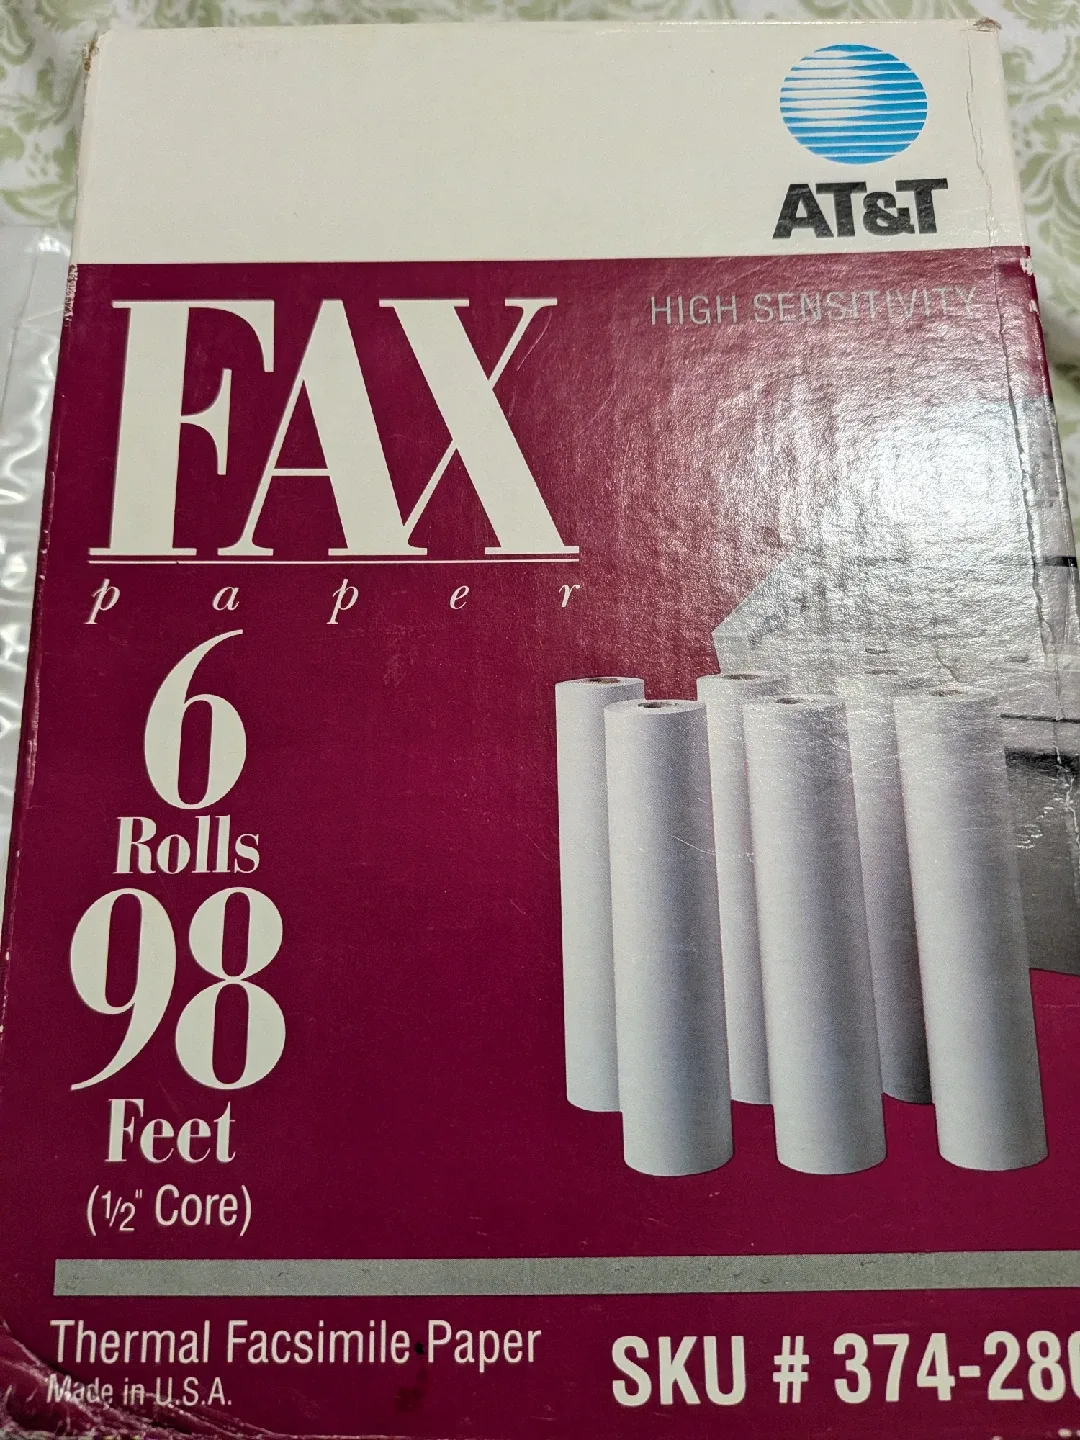 AT&T
FAX
HIGH SENSITIVITY
paper
6
Rolls
98
Feet
(1/2" Core)
Thermal Facsimile Paper
Made in U.S.A.
SKU # 374-280